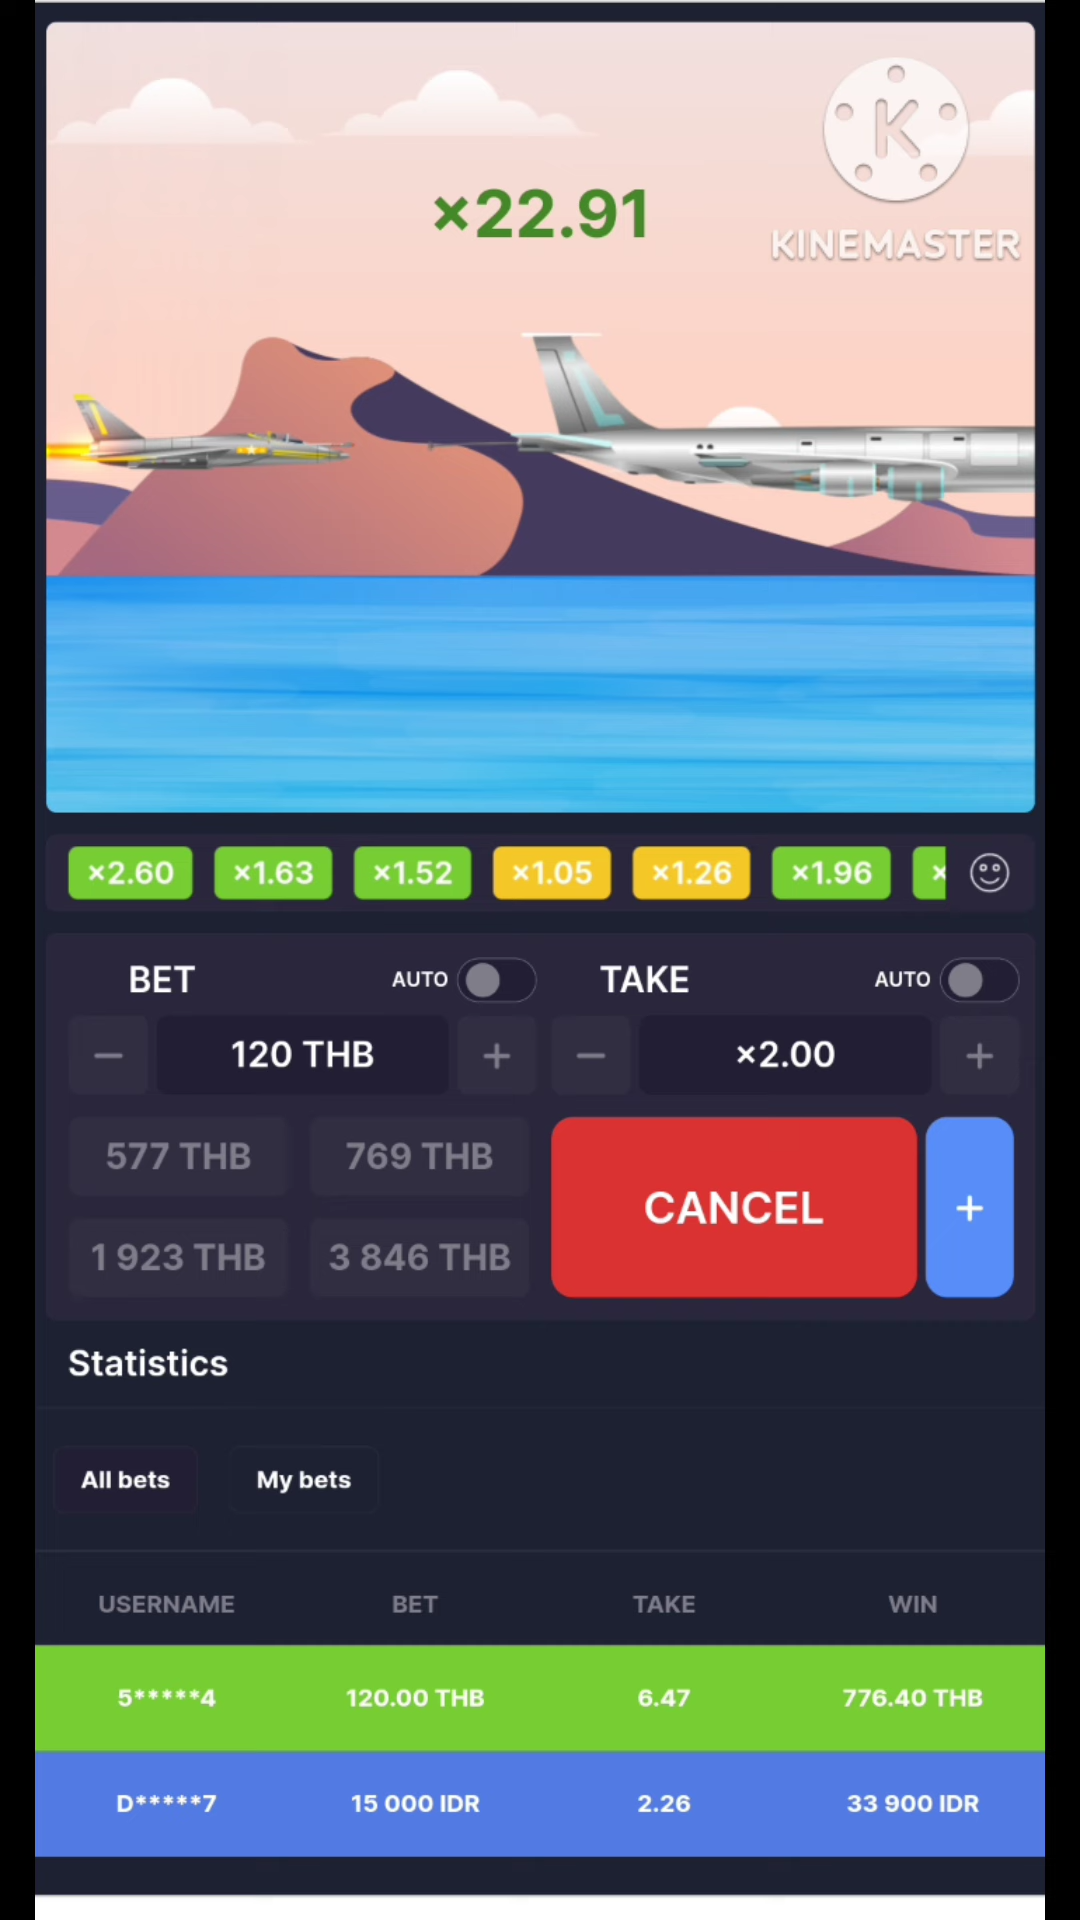 K
KINEMASTER
×22.91
×2.60 ×1.63 ×1.52 ×1.05 ×1.26 ×1.96 ×
BET AUTO TAKE AUTO
− 120 THB + − ×2.00 +
577 THB 769 THB
CANCEL +
1 923 THB 3 846 THB
Statistics
All bets My bets
USERNAME BET TAKE WIN
5*****4 120.00 THB 6.47 776.40 THB
D*****7 15 000 IDR 2.26 33 900 IDR